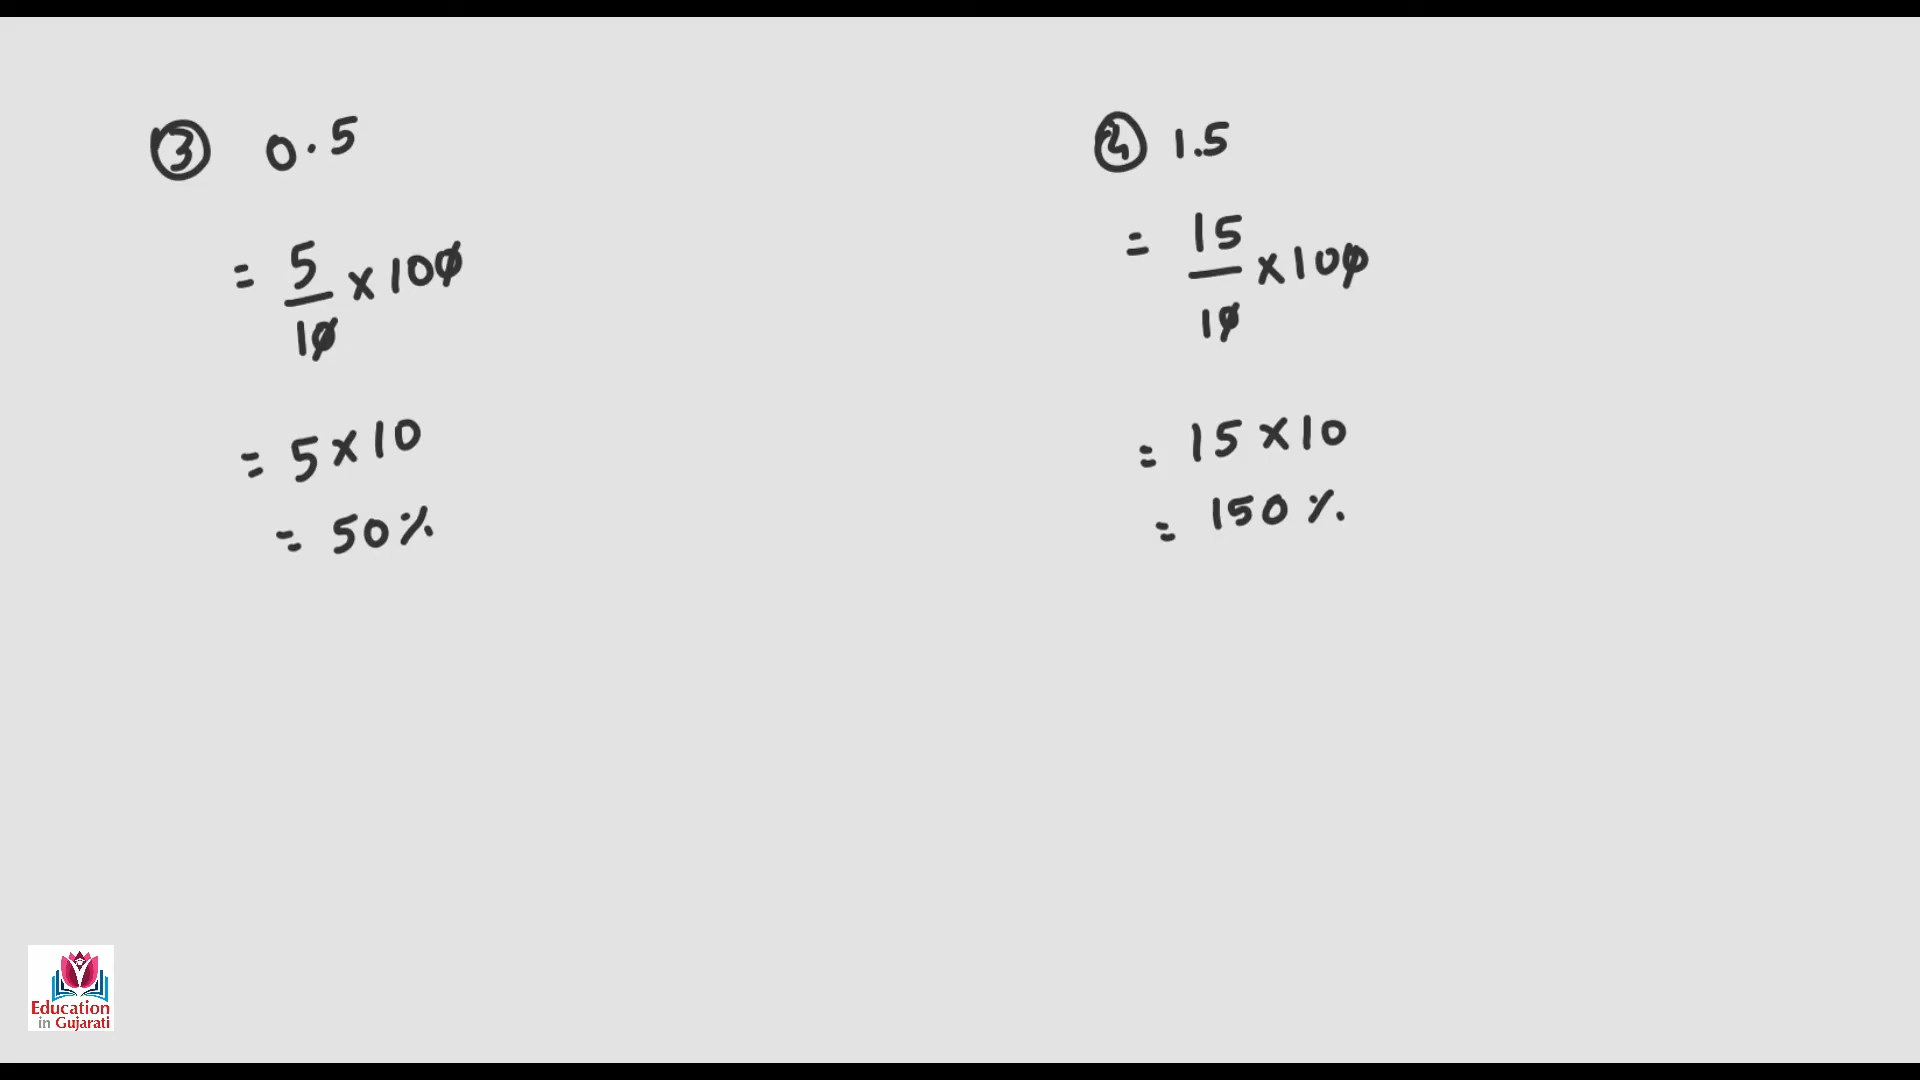 ③ 0.5
= 5/10 x 100
= 5 x 10
= 50 %
④ 1.5
= 15/10 x 100
= 15 x 10
= 150 %
Education
in Gujarati